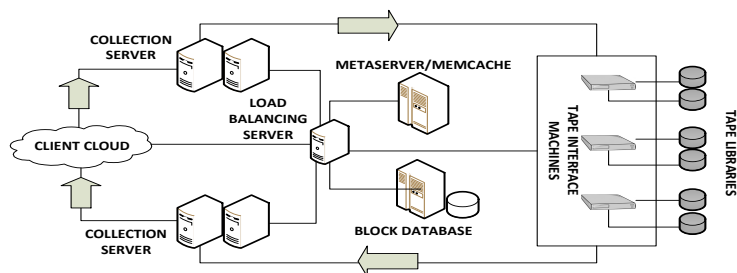 COLLECTION
SERVER
METASERVER/MEMCACHE
LOAD
BALANCING
SERVER
CLIENT CLOUD
TAPE INTERFACE
MACHINES
TAPE LIBRARIES
COLLECTION
SERVER
BLOCK DATABASE